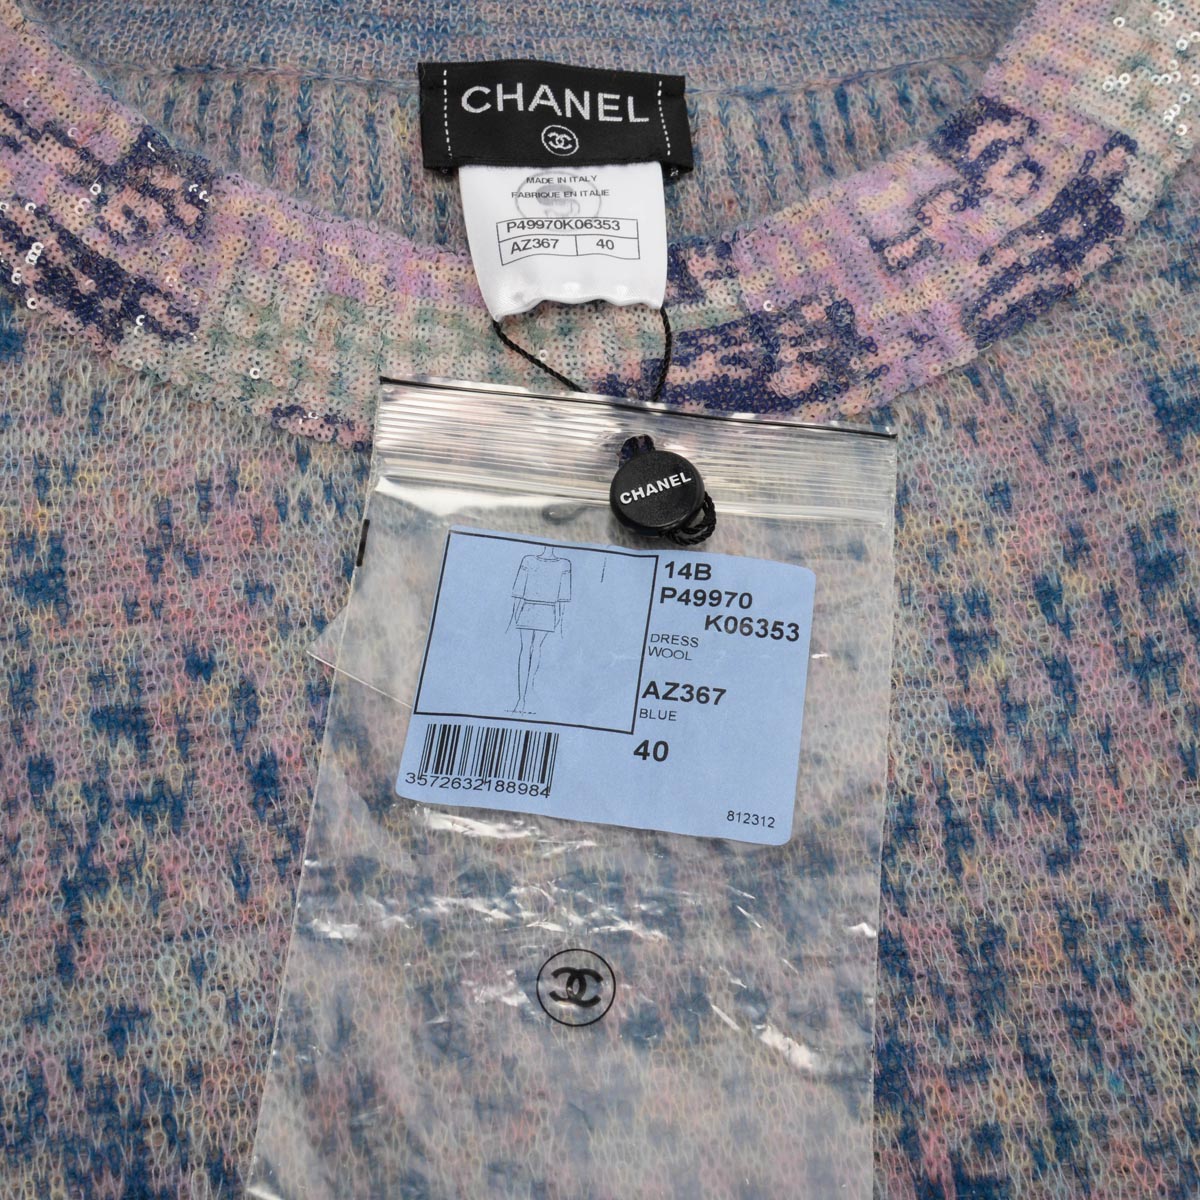 CHANEL
MADE IN ITALY
FABRIQUE EN ITALIE
P49970K06353
AZ367 40
CHANEL
14B
P49970
K06353
DRESS
WOOL
AZ367
BLUE
40
3572632188984
812312